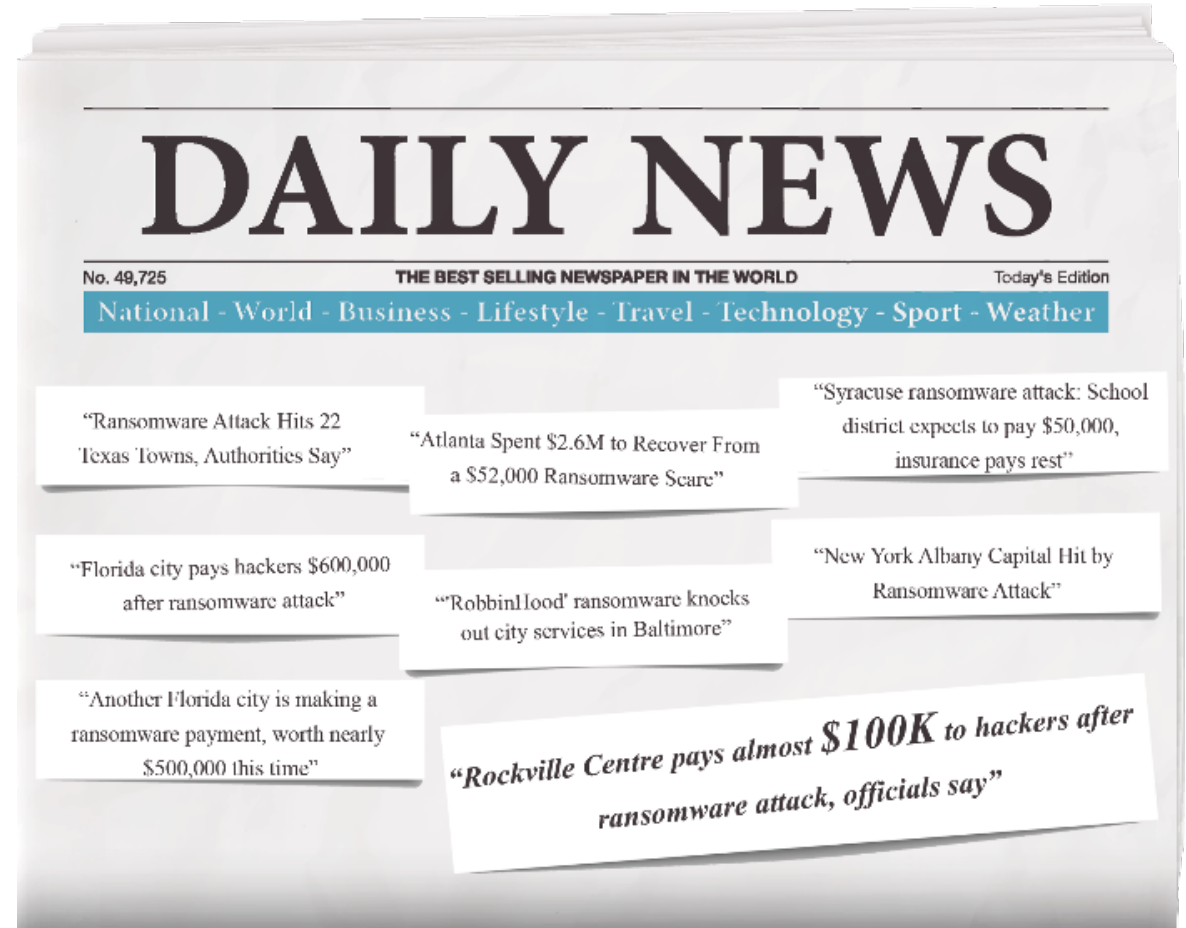 DAILY NEWS
No. 49,725 THE BEST SELLING NEWSPAPER IN THE WORLD Today's Edition
National - World - Business - Lifestyle - Travel - Technology - Sport - Weather
“Ransomware Attack Hits 22
Texas Towns, Authorities Say”
“Atlanta Spent $2.6M to Recover From
a $52,000 Ransomware Scare”
“Syracuse ransomware attack: School
district expects to pay $50,000,
insurance pays rest”
“Florida city pays hackers $600,000
after ransomware attack”
“'RobbinHood' ransomware knocks
out city services in Baltimore”
“New York Albany Capital Hit by
Ransomware Attack”
“Another Florida city is making a
ransomware payment, worth nearly
$500,000 this time”
“Rockville Centre pays almost $100K to hackers after
ransomware attack, officials say”